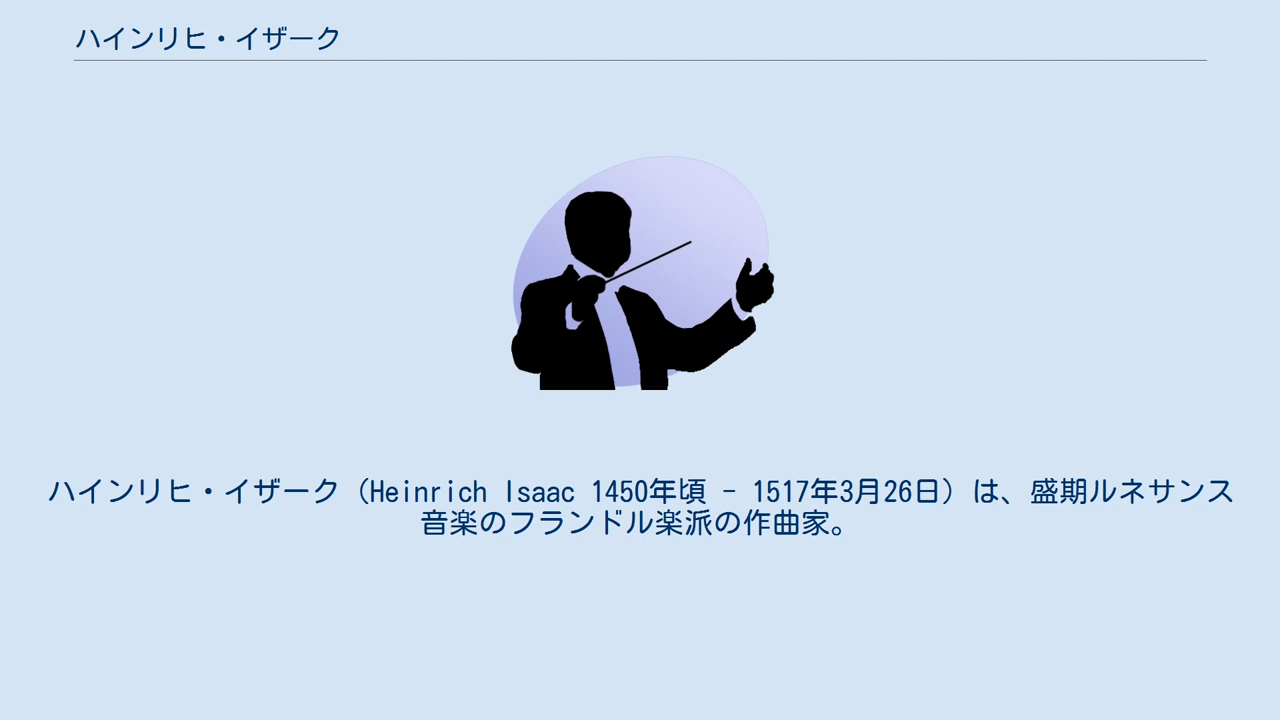 ハインリヒ・イザーク
ハインリヒ・イザーク（Heinrich Isaac 1450年頃 - 1517年3月26日）は、盛期ルネサンス
音楽のフランドル楽派の作曲家。